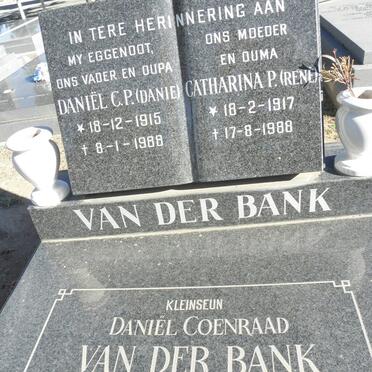 IN TERE HERINNERING AAN
MY EGGENOOT,
ONS VADER EN OUPA
DANIËL C.P. (DANIE)
* 18-12-1915
† 8-1-1988
ONS MOEDER
EN OUMA
CATHARINA P. (RENE)
* 18-2-1917
† 17-8-1988
VAN DER BANK
KLEINSEUN
DANIËL COENRAAD
VAN DER BANK